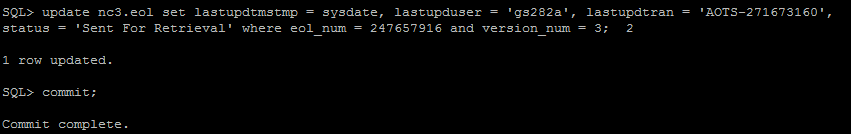 SQL> update nc3.eol set lastupdtmstmp = sysdate, lastupduser = 'gs282a', lastupdtran = 'AOTS-271673160',
status = 'Sent For Retrieval' where eol_num = 247657916 and version_num = 3;  2
1 row updated.
SQL> commit;
Commit complete.